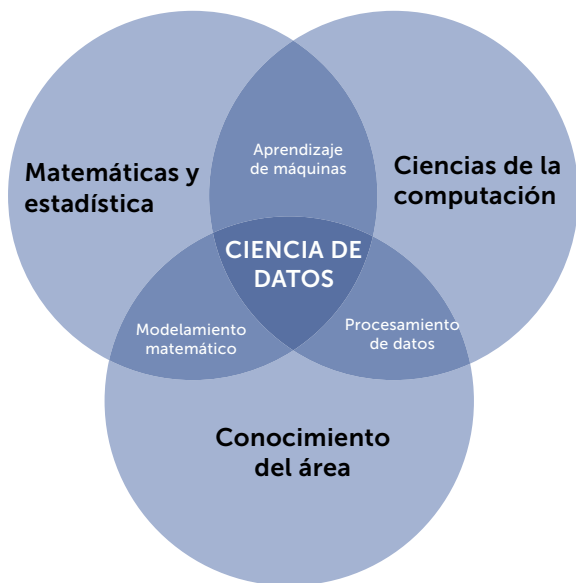 Aprendizaje
de máquinas
Matemáticas y
estadística
Ciencias de la
computación
CIENCIA DE
DATOS
Modelamiento
matemático
Procesamiento
de datos
Conocimiento
del área